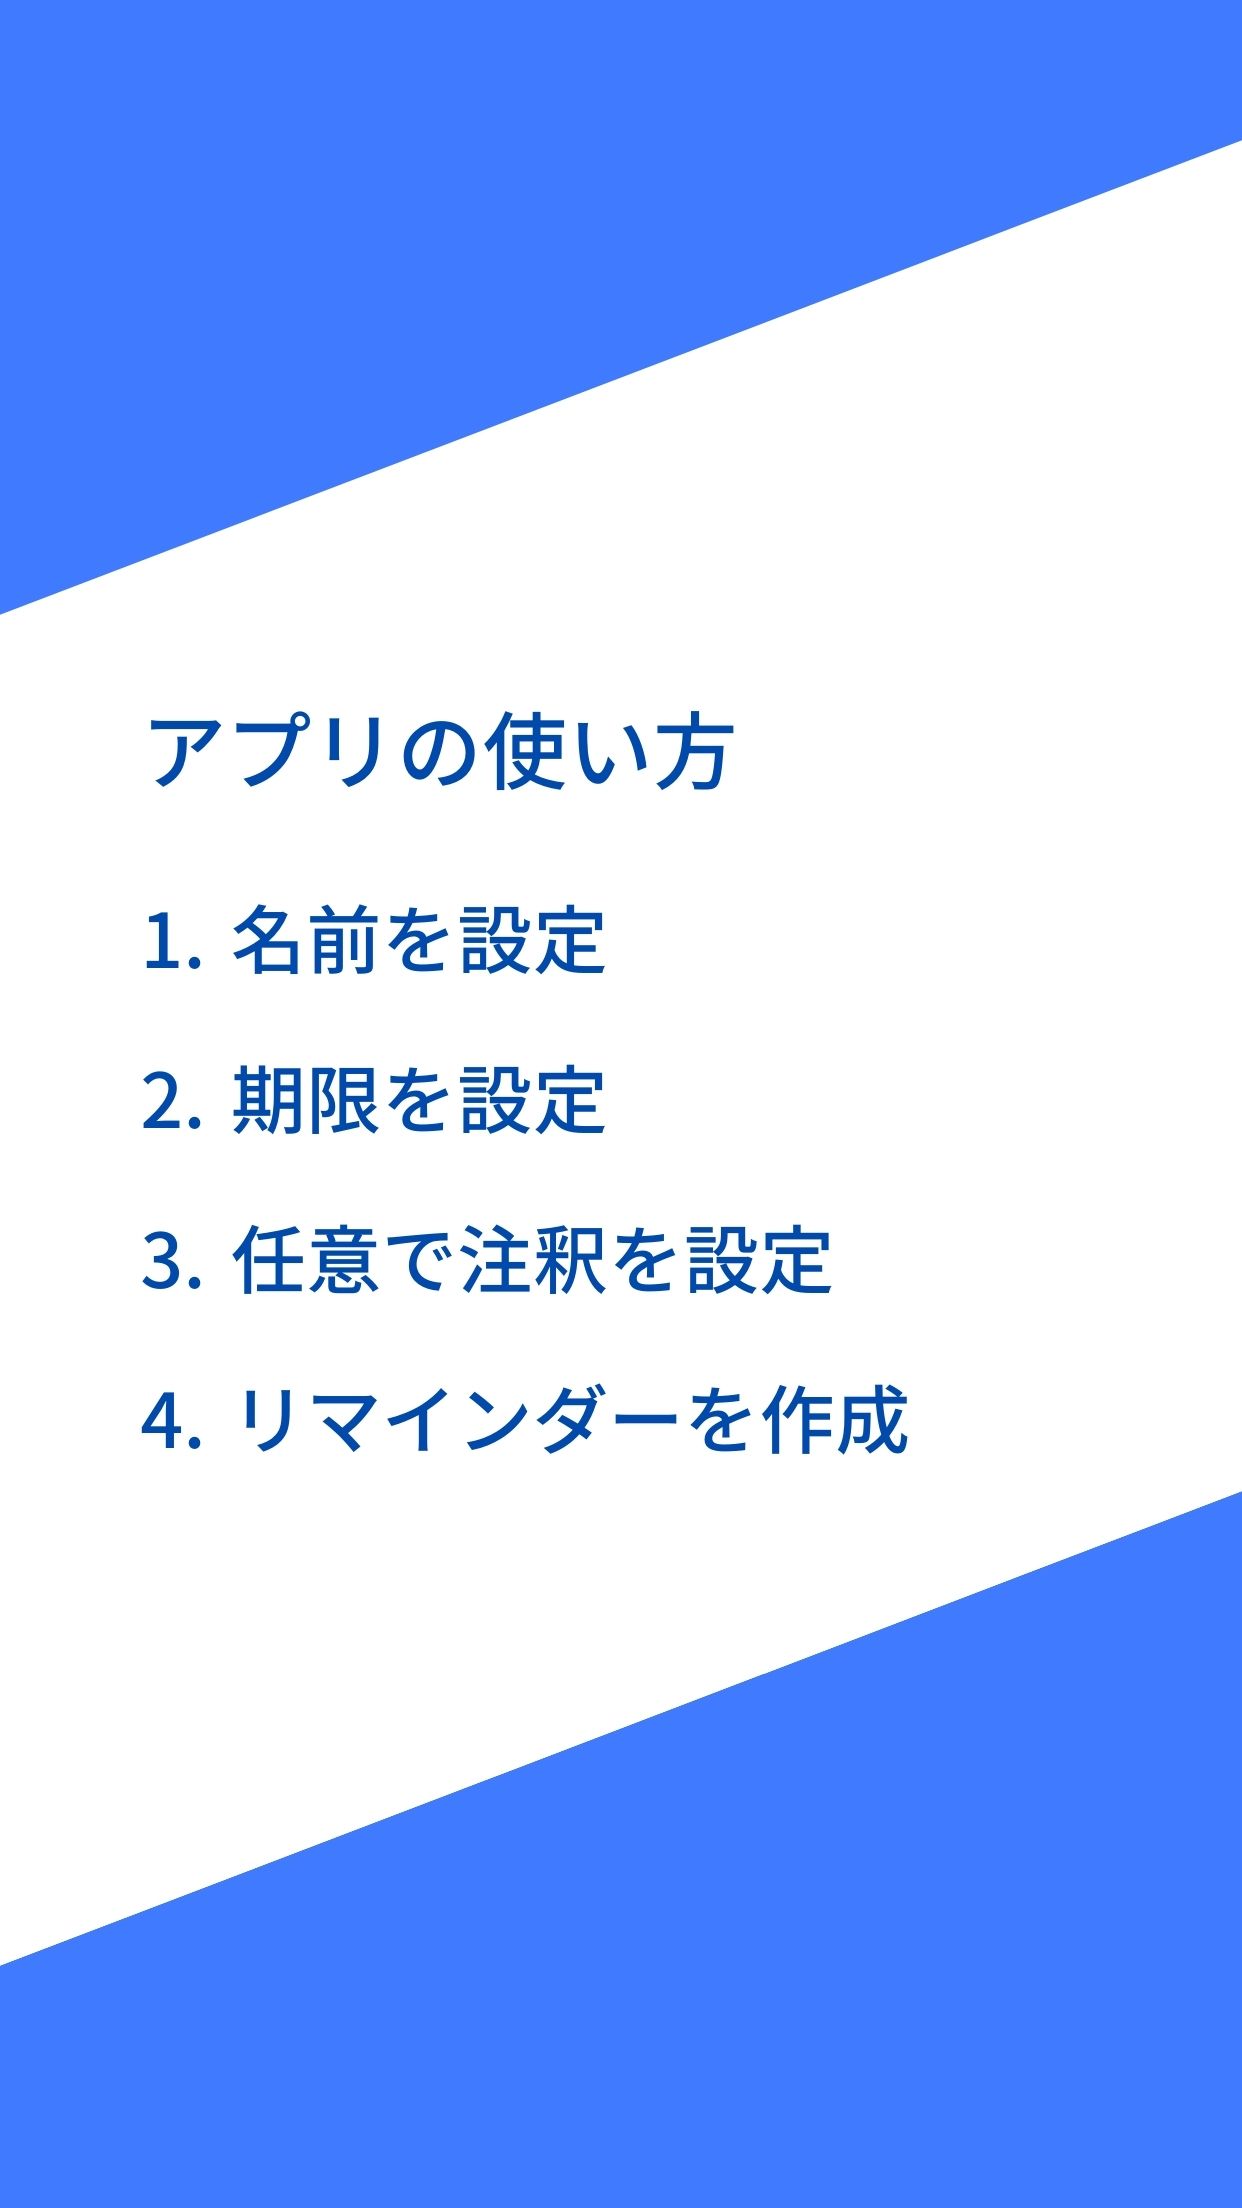 アプリの使い方
1. 名前を設定
2. 期限を設定
3. 任意で注釈を設定
4. リマインダーを作成